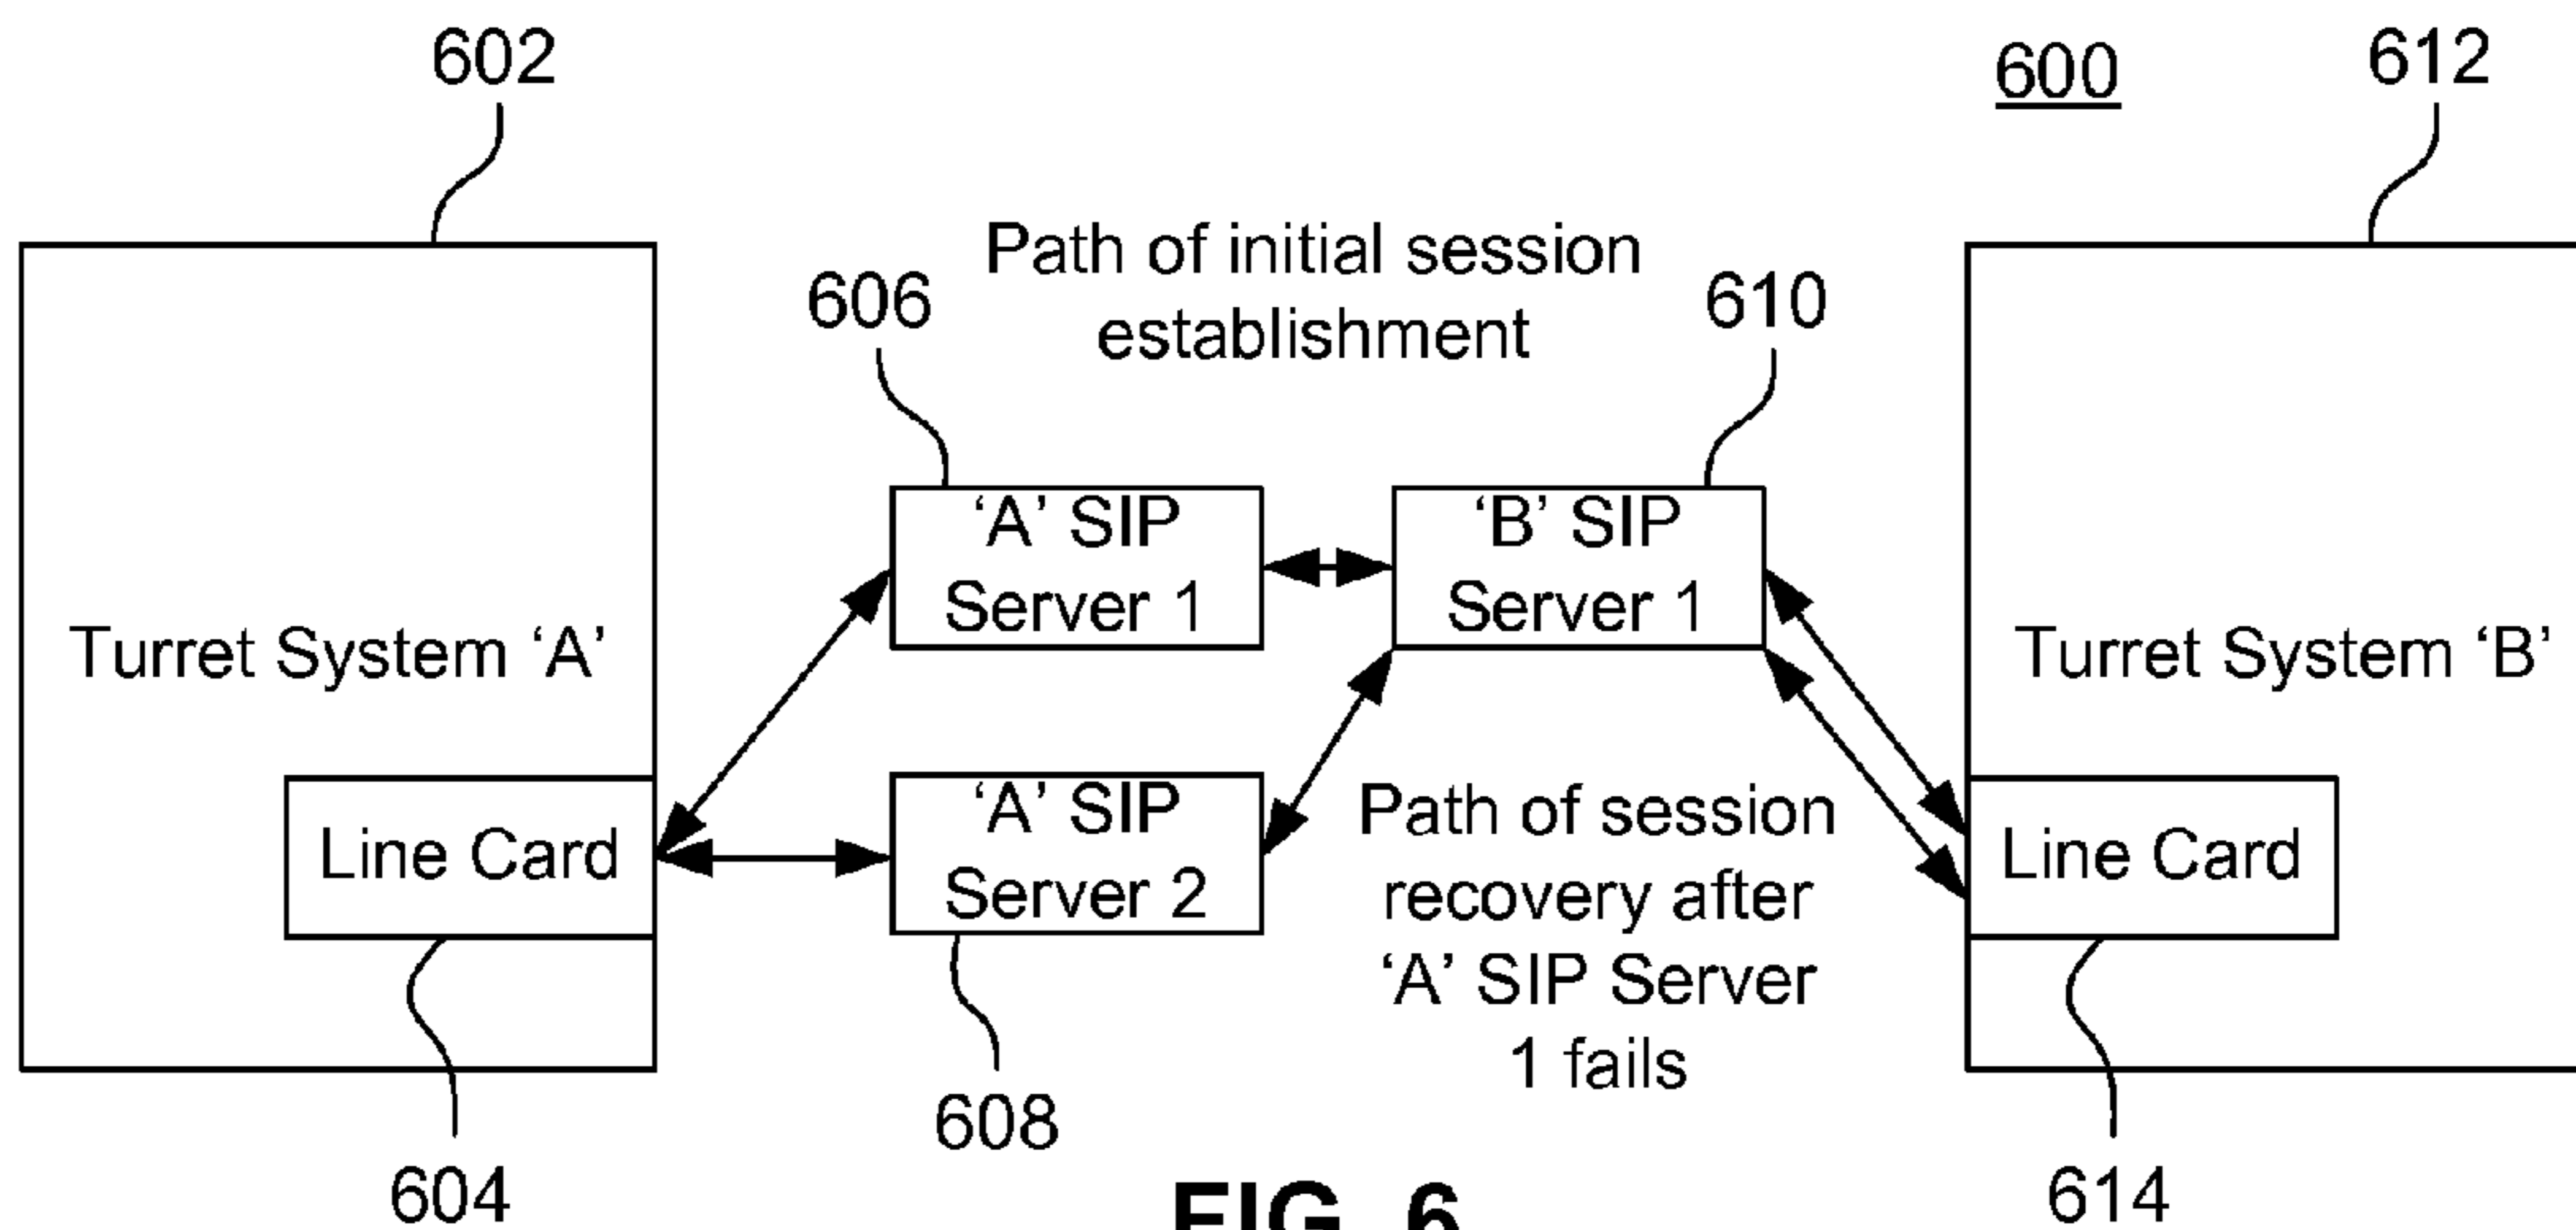 602
600
612
Path of initial session
establishment
606
610
‘A’ SIP
Server 1
‘B’ SIP
Server 1
Turret System ‘A’
Turret System ‘B’
Line Card
‘A’ SIP
Server 2
Path of session
recovery after
‘A’ SIP Server
1 fails
Line Card
604
608
614
FIG. 6